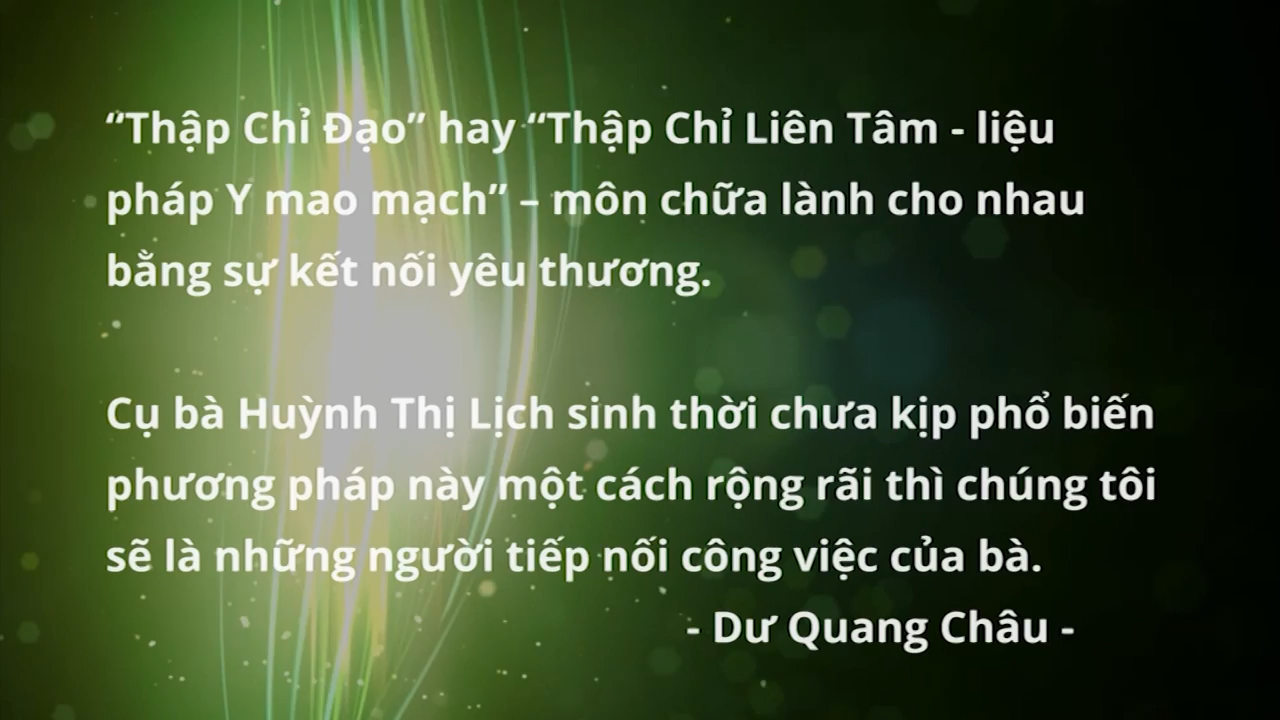 “Thập Chỉ Đạo” hay “Thập Chỉ Liên Tâm - liệu
pháp Y mao mạch” – môn chữa lành cho nhau
bằng sự kết nối yêu thương.
Cụ bà Huỳnh Thị Lịch sinh thời chưa kịp phổ biến
phương pháp này một cách rộng rãi thì chúng tôi
sẽ là những người tiếp nối công việc của bà.
- Dư Quang Châu -